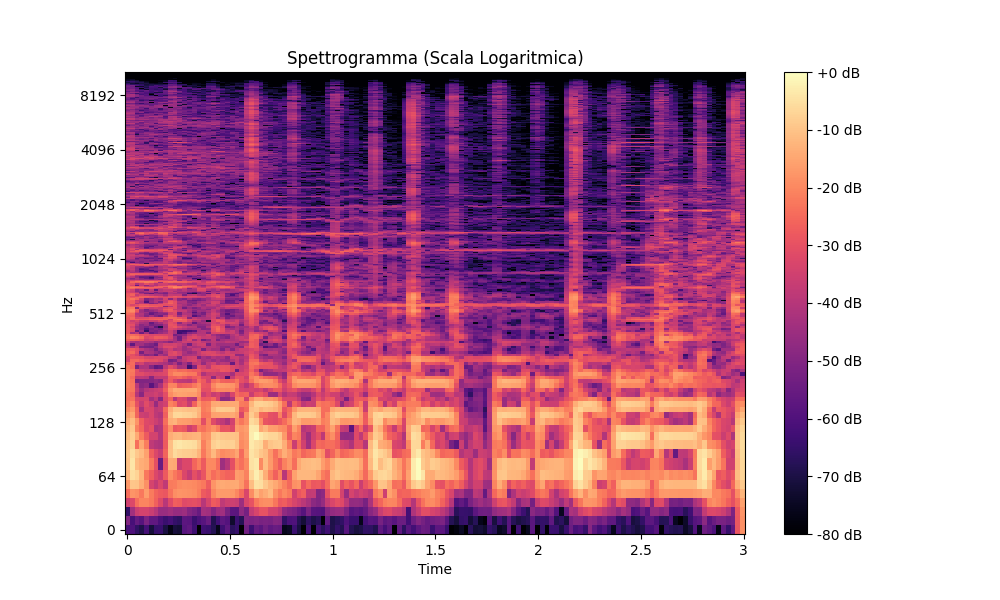 Spettrogramma (Scala Logaritmica)
8192
4096
2048
1024
512
256
128
64
0
Hz
0 0.5 1 1.5 2 2.5 3
Time
+0 dB
-10 dB
-20 dB
-30 dB
-40 dB
-50 dB
-60 dB
-70 dB
-80 dB